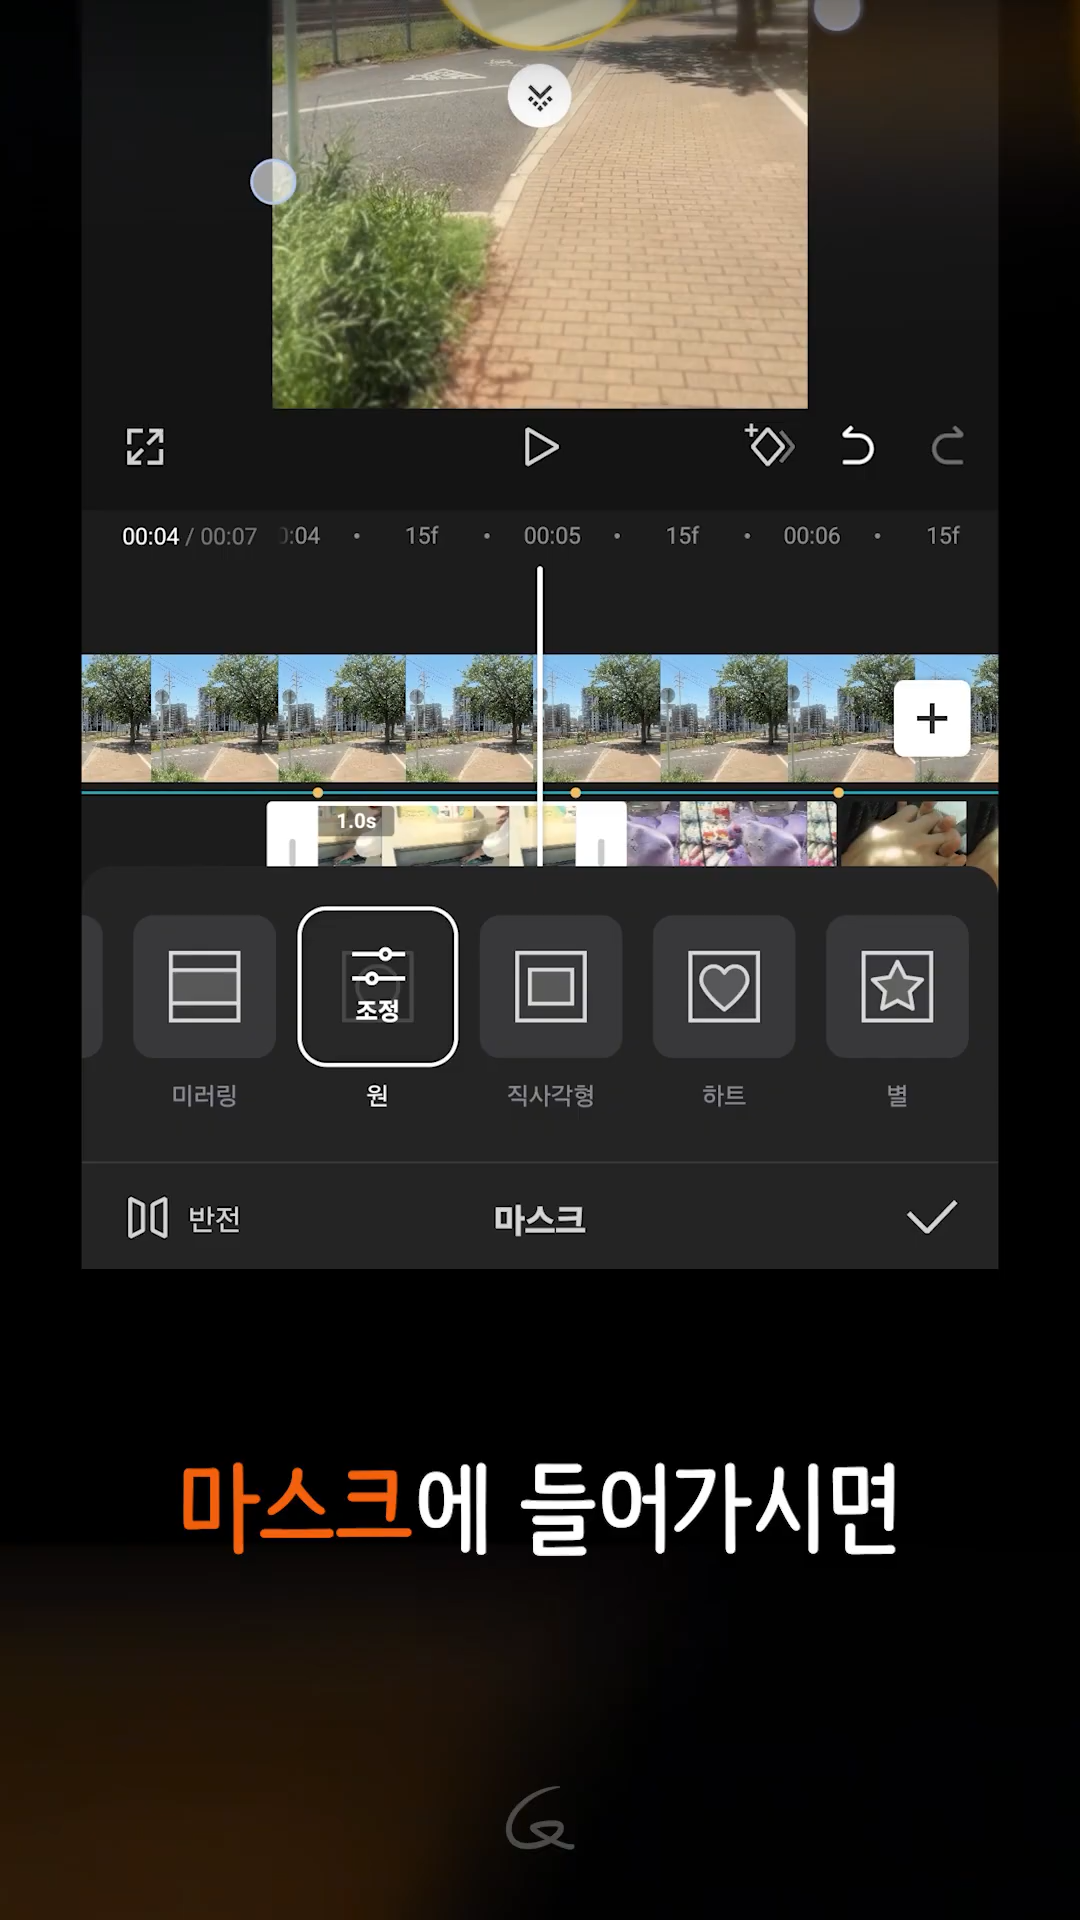 00:04 / 00:07 0:04 • 15f • 00:05 • 15f • 00:06 • 15f
1.0s
조정
미러링 원 직사각형 하트 별
반전 마스크
마스크에 들어가시면